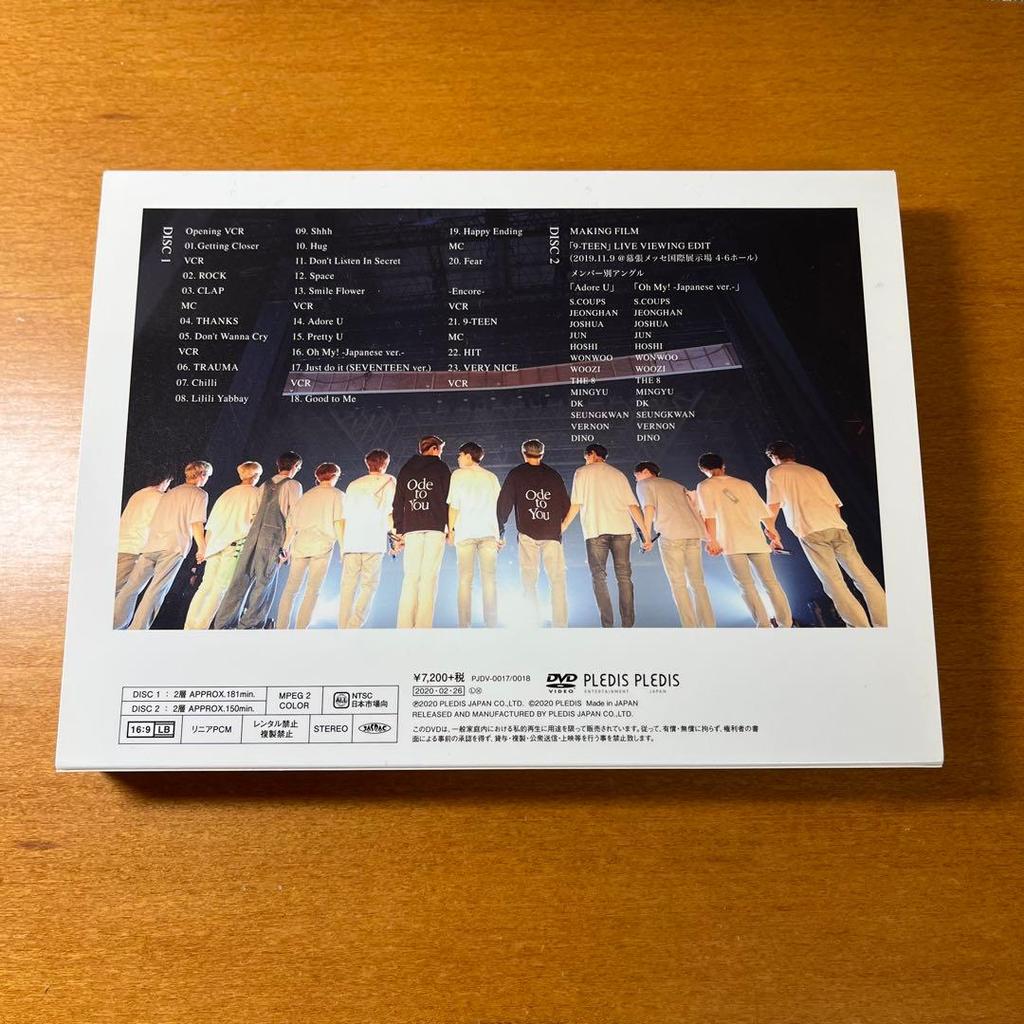 DISC 1
Opening VCR
01.Getting Closer
VCR
02. ROCK
03. CLAP
MC
04. THANKS
05. Don't Wanna Cry
VCR
06. TRAUMA
07. Chilli
08. Lilili Yabbay
09. Shhh
10. Hug
11. Don't Listen In Secret
12. Space
13. Smile Flower
VCR
14. Adore U
15. Pretty U
16. Oh My! -Japanese ver.-
17. Just do it (SEVENTEEN ver.)
VCR
18. Good to Me
19. Happy Ending
MC
20. Fear
-Encore-
VCR
21. 9-TEEN
MC
22. HIT
23. VERY NICE
VCR
DISC 2
MAKING FILM
「9-TEEN」LIVE VIEWING EDIT
(2019.11.9 @幕張メッセ国際展示場 4-6ホール)
メンバー別アングル
「Adore U」 「Oh My! -Japanese ver.-」
S.COUPS S.COUPS
JEONGHAN JEONGHAN
JOSHUA JOSHUA
JUN JUN
HOSHI HOSHI
WONWOO WONWOO
WOOZI WOOZI
THE 8 THE 8
MINGYU MINGYU
DK DK
SEUNGKWAN SEUNGKWAN
VERNON VERNON
DINO DINO
Ode
to
You
Ode
to
You
DISC 1 : 2層 APPROX.181min.
DISC 2 : 2層 APPROX.150min.
MPEG 2
COLOR
ALL
NTSC
日本市場向
16:9 LB
リニアPCM
レンタル禁止
複製禁止
STEREO
JASRAC
¥7,200+税 PJDV-0017/0018
2020・02・26 Ⓛ Ⓧ
DVD
VIDEO
PLEDIS
ENTERTAINMENT
PLEDIS
JAPAN
℗2020 PLEDIS JAPAN CO.,LTD. ©2020 PLEDIS Made in JAPAN
RELEASED AND MANUFACTURED BY PLEDIS JAPAN CO.,LTD.
このDVDは、一般家庭内における私的再生に用途を限って販売されています。従って、有償・無償に拘らず、権利者の書
面による事前の承諾を得ず、貸与・複製・公衆送信・上映等を行う事を禁止致します。